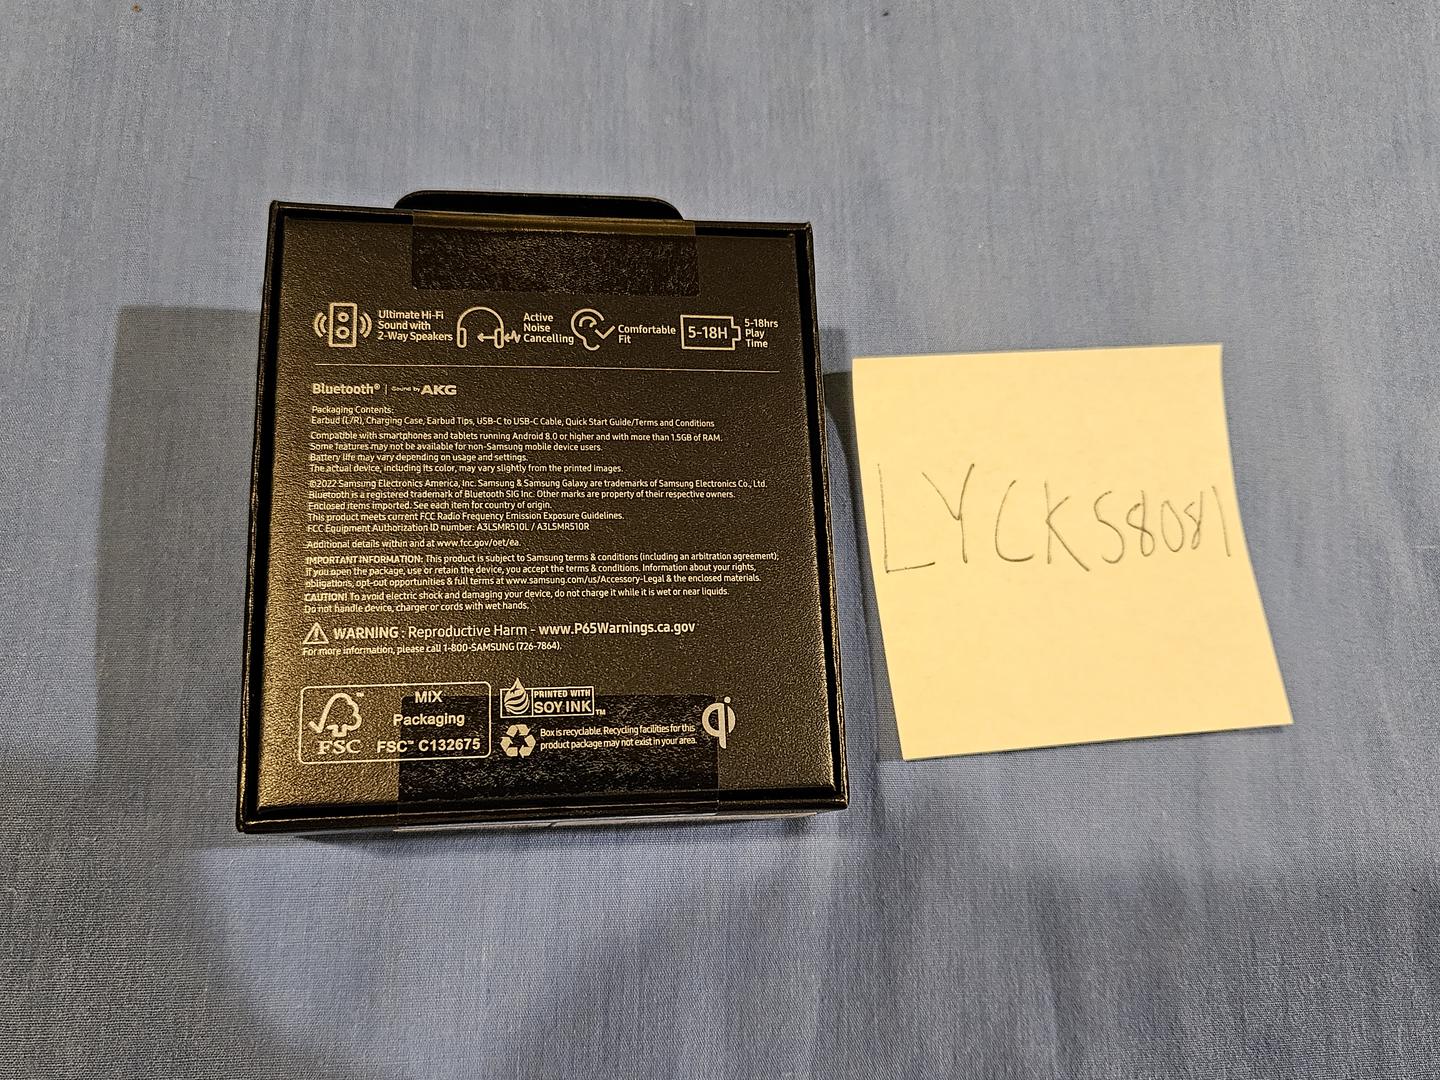 Ultimate Hi-Fi
Sound with
2-Way Speakers
Active
Noise
Cancelling
Comfortable
Fit
5-18H
5-18hrs
Play
Time
Bluetooth® | Sound by AKG
Packaging Contents:
Earbud (L/R), Charging Case, Earbud Tips, USB-C to USB-C Cable, Quick Start Guide/Terms and Conditions
Compatible with smartphones and tablets running Android 8.0 or higher and with more than 1.5GB of RAM.
Some features may not be available for non-Samsung mobile device users.
Battery life may vary depending on usage and settings.
The actual device, including its color, may vary slightly from the printed images.
©2022 Samsung Electronics America, Inc. Samsung & Samsung Galaxy are trademarks of Samsung Electronics Co., Ltd.
Bluetooth is a registered trademark of Bluetooth SIG Inc. Other marks are property of their respective owners.
Enclosed items imported. See each item for country of origin.
This product meets current FCC Radio Frequency Emission Exposure Guidelines.
FCC Equipment Authorization ID number: A3LSMR510L / A3LSMR510R
Additional details within and at www.fcc.gov/oet/ea.
IMPORTANT INFORMATION: This product is subject to Samsung terms & conditions (including an arbitration agreement).
If you open the package, use or retain the device, you accept the terms & conditions. Information about your rights,
obligations, opt-out opportunities & full terms at www.samsung.com/us/Accessory-Legal & the enclosed materials.
CAUTION! To avoid electric shock and damaging your device, do not charge it while it is wet or near liquids.
Do not handle device, charger or cords with wet hands.
WARNING : Reproductive Harm - www.P65Warnings.ca.gov
For more information, please call 1-800-SAMSUNG (726-7864).
FSC™
MIX
Packaging
FSC™ C132675
PRINTED WITH
SOY INK™
Box is recyclable. Recycling facilities for this
product package may not exist in your area.
qi
LYCKS8081